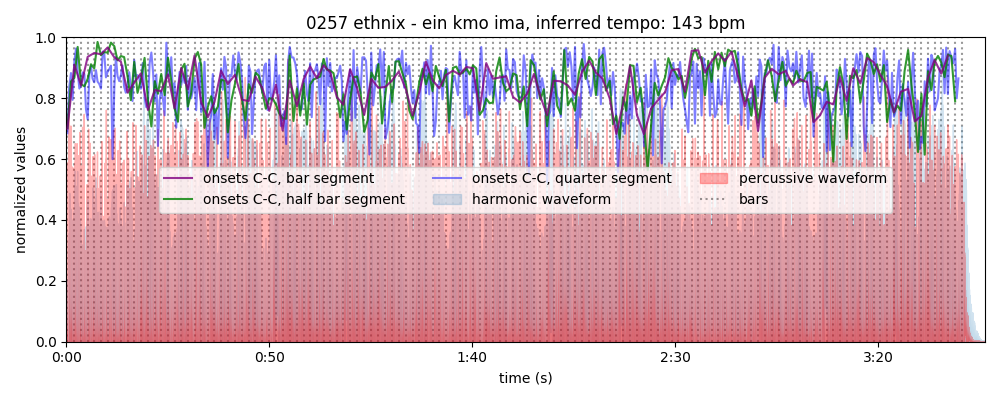 0257 ethnix - ein kmo ima, inferred tempo: 143 bpm
normalized values
1.0
0.8
0.6
0.4
0.2
0.0
onsets C-C, bar segment
onsets C-C, half bar segment
onsets C-C, quarter segment
harmonic waveform
percussive waveform
bars
0:00 0:50 1:40 2:30 3:20
time (s)